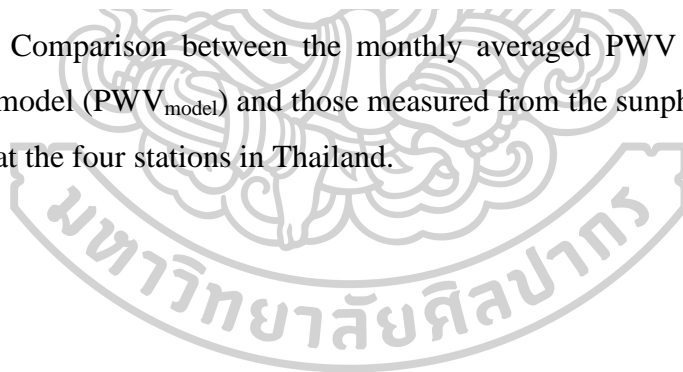 Comparison between the monthly averaged PWV
model (PWVmodel) and those measured from the sunph
at the four stations in Thailand.
มหาวิทยาลัยศิลปากร